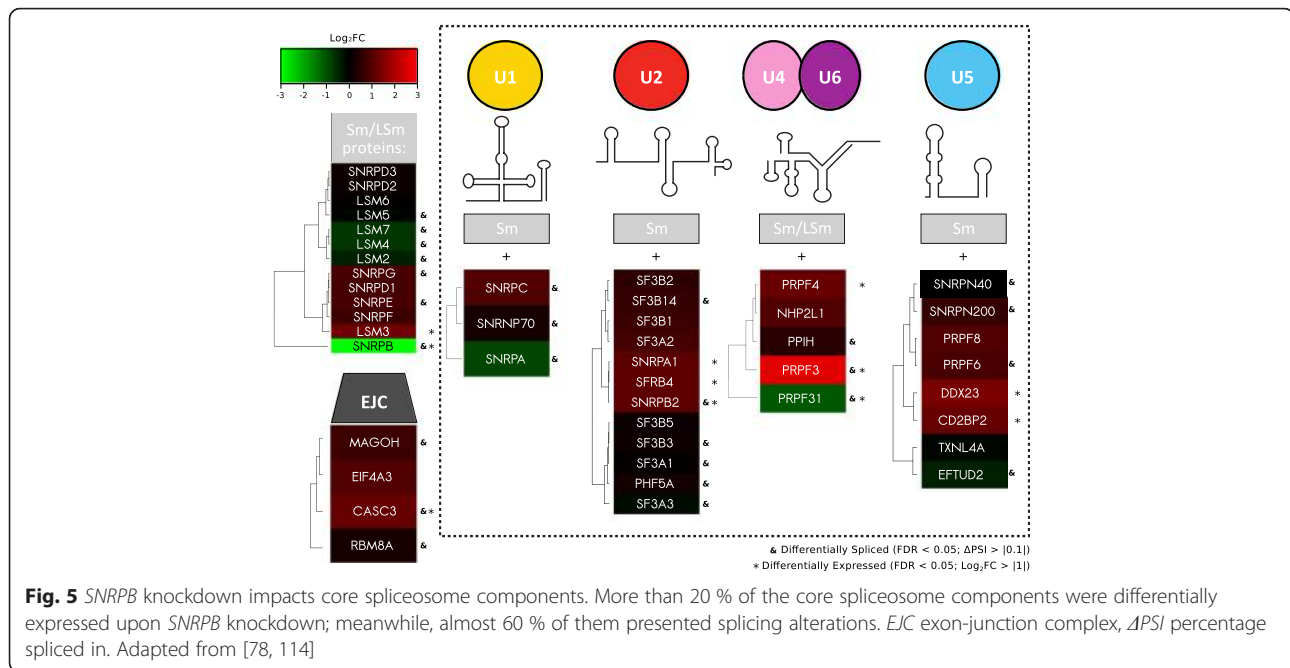 Log₂FC
-3 -2 -1 0 1 2 3
Sm/LSm
proteins:
SNRPD3
SNRPD2
LSM6
LSM5 &
LSM7 &
LSM4 &
LSM2 &
SNRPG &
SNRPD1
SNRPE &
SNRPF
LSM3 *
SNRPB &*
EJC
MAGOH &
EIF4A3
CASC3 &*
RBM8A &
U1
Sm
+
SNRPC &
SNRNP70 &
SNRPA &
U2
Sm
+
SF3B2
SF3B14 &
SF3B1
SF3A2
SNRPA1 *
SFRB4 *
SNRPB2 &*
SF3B5
SF3B3 &
SF3A1 &
PHF5A &
SF3A3 &
U4 U6
Sm/LSm
+
PRPF4 *
NHP2L1
PPIH &
PRPF3 &*
PRPF31 &*
U5
Sm
+
SNRPN40 &
SNRPN200 &
PRPF8
PRPF6 &
DDX23 *
CD2BP2 *
TXNL4A
EFTUD2 &
& Differentially Spliced (FDR < 0.05; ΔPSI > |0.1|)
* Differentially Expressed (FDR < 0.05; Log₂FC > |1|)
Fig. 5 SNRPB knockdown impacts core spliceosome components. More than 20 % of the core spliceosome components were differentially
expressed upon SNRPB knockdown; meanwhile, almost 60 % of them presented splicing alterations. EJC exon-junction complex, ΔPSI percentage
spliced in. Adapted from [78, 114]